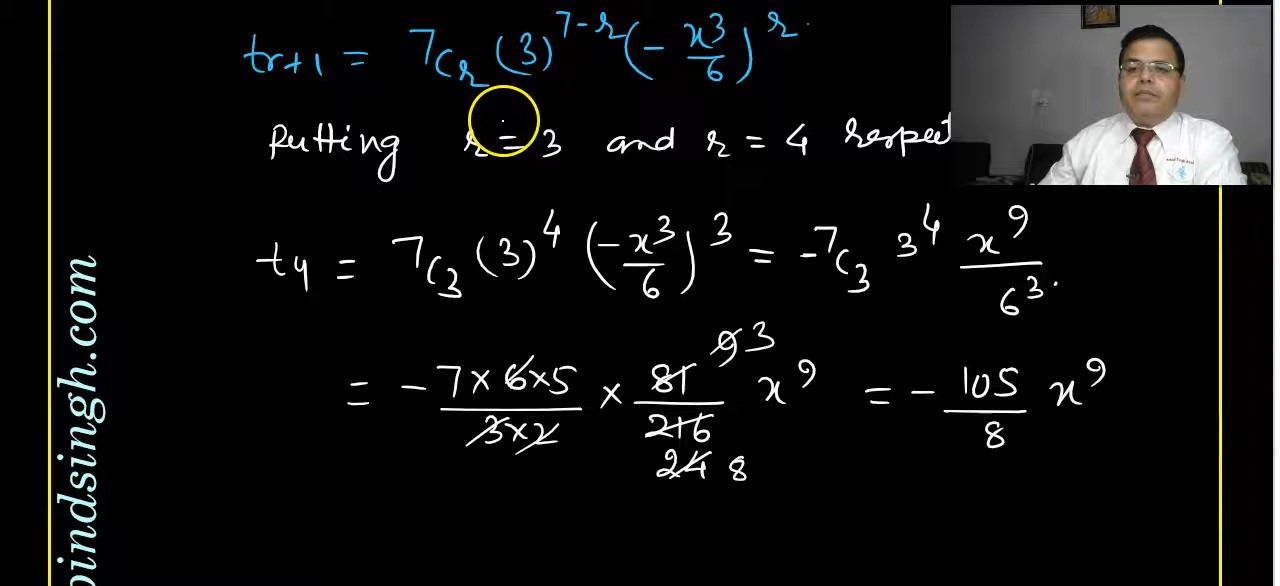 tr+1 = 7Cr (3)^7-r (-x^3/6)^r
Putting r = 3 and r = 4 respect
t4 = 7C3 (3)^4 (-x^3/6)^3 = -7C3 3^4 x^9/6^3.
= - 7×6×5/3×2 × 81/216 x^9 = - 105/8 x^9
9 3
24 8
pindsingh.com